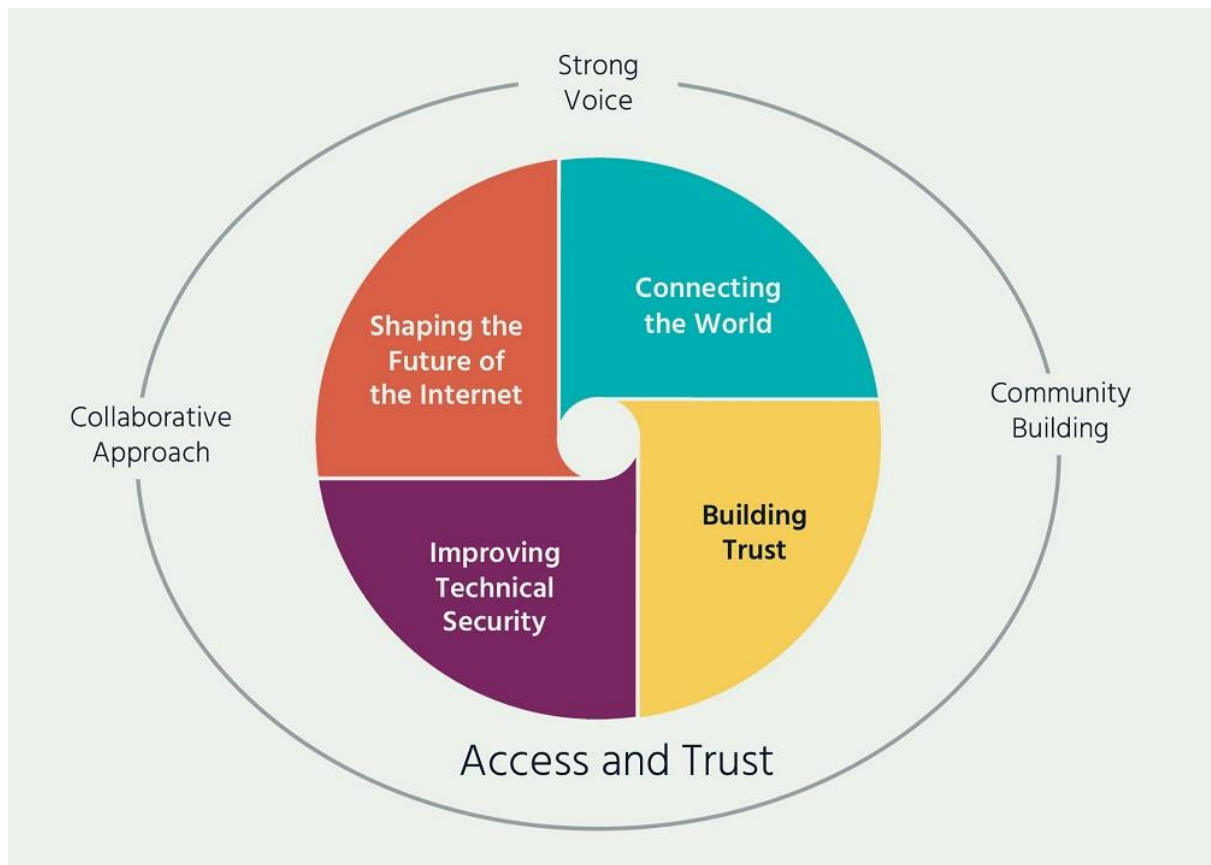 Strong
Voice
Connecting
the World
Shaping the
Future of
the Internet
Collaborative
Approach
Community
Building
Building
Trust
Improving
Technical
Security
Access and Trust